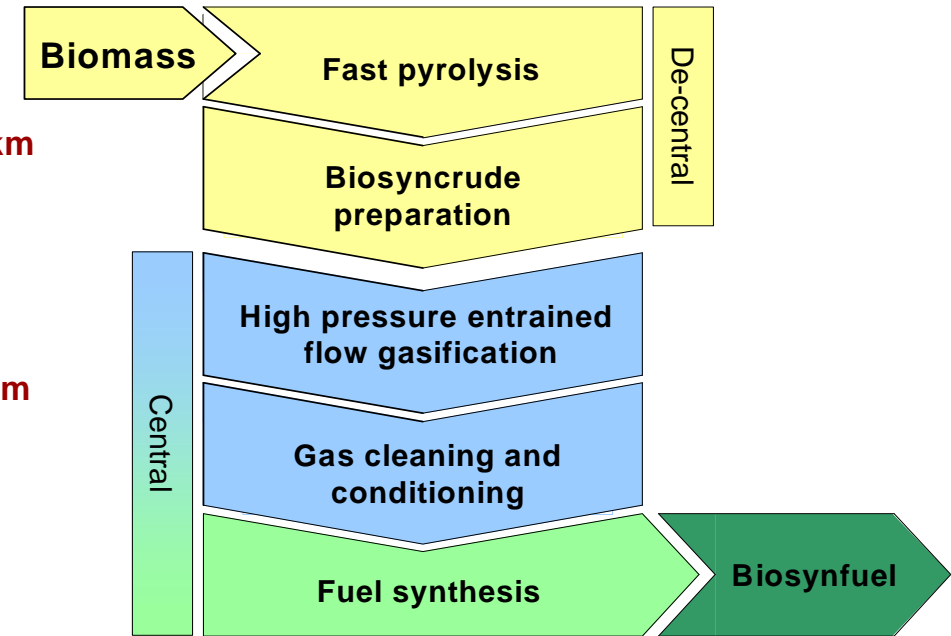 Biomass
Fast pyrolysis
De-central
km
Biosyncrude
preparation
High pressure entrained
flow gasification
m
Central
Gas cleaning and
conditioning
Fuel synthesis
Biosynfuel